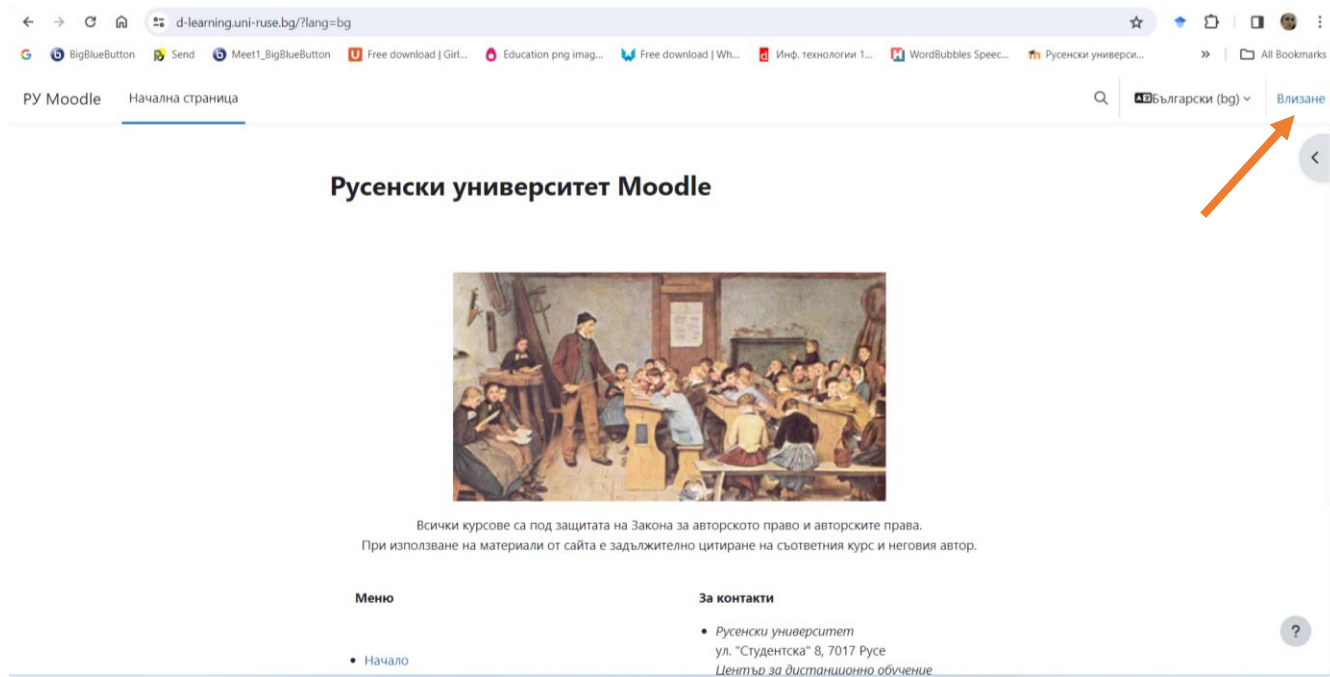 d-learning.uni-ruse.bg/?lang=bg
BigBlueButton Send Meet1_BigBlueButton Free download | Girl... Education png imag... Free download | Wh... Инф. технологии 1... WordBubbles Speec... Русенски универси... » All Bookmarks
РУ Moodle Начална страница Български (bg) Влизане
Русенски университет Moodle
Всички курсове са под защитата на Закона за авторското право и авторските права.
При използване на материали от сайта е задължително цитиране на съответния курс и неговия автор.
Меню
За контакти
• Русенски университет
ул. "Студентска" 8, 7017 Русе
Център за дистанционно обучение
• Начало
?